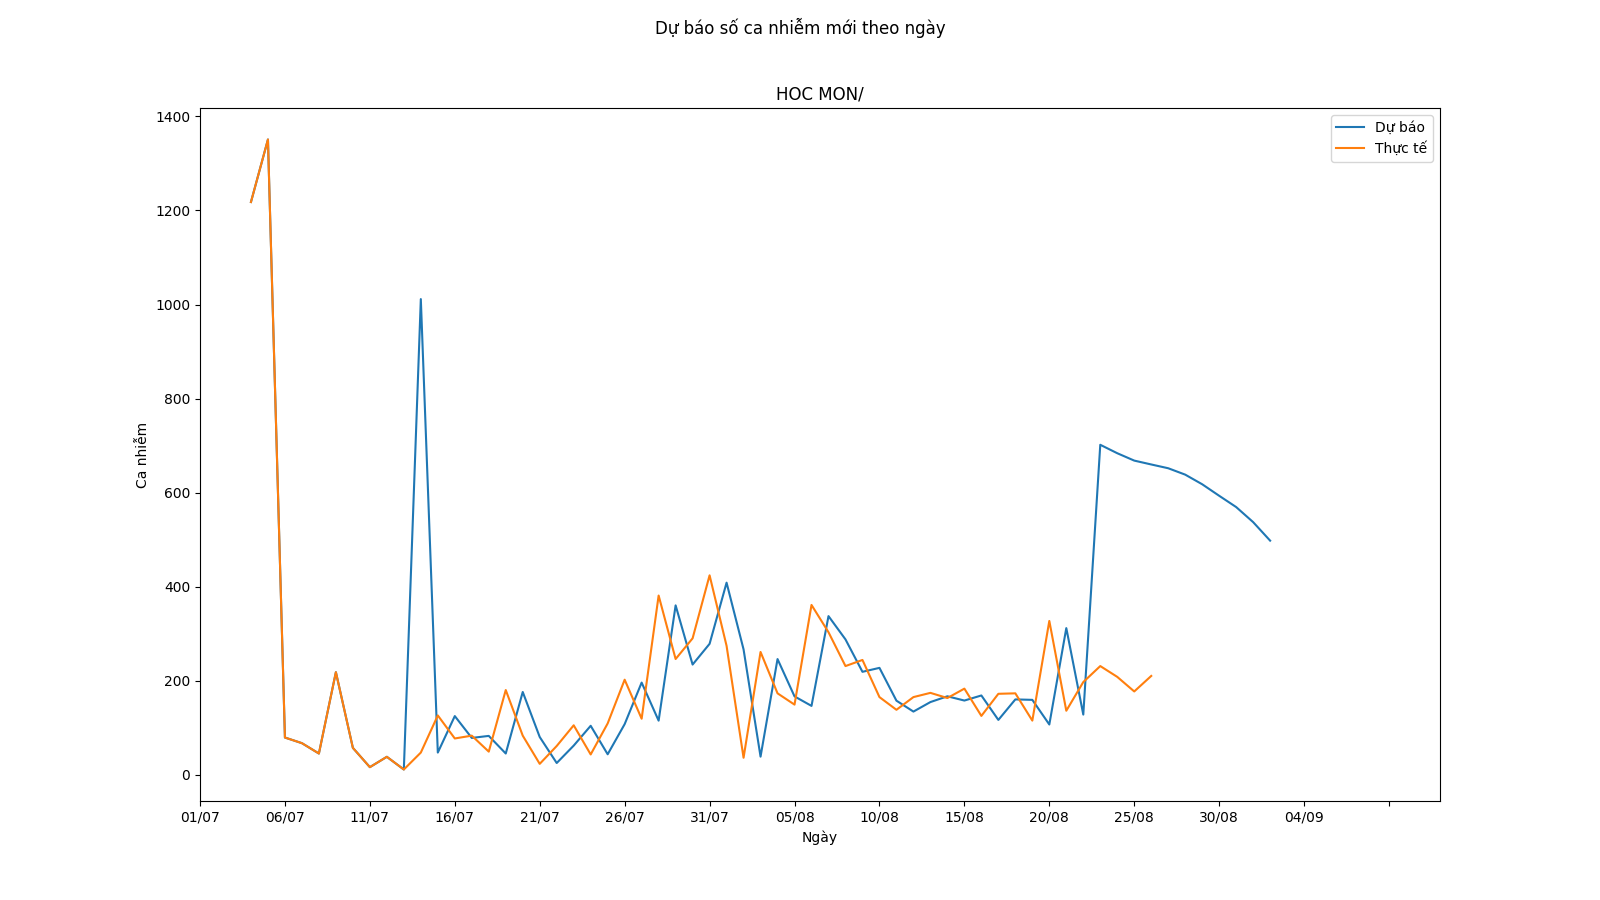 Dự báo số ca nhiễm mới theo ngày
HOC MON/
Dự báo
Thực tế
1400
1200
1000
800
600
400
200
0
Ca nhiễm
01/07 06/07 11/07 16/07 21/07 26/07 31/07 05/08 10/08 15/08 20/08 25/08 30/08 04/09
Ngày